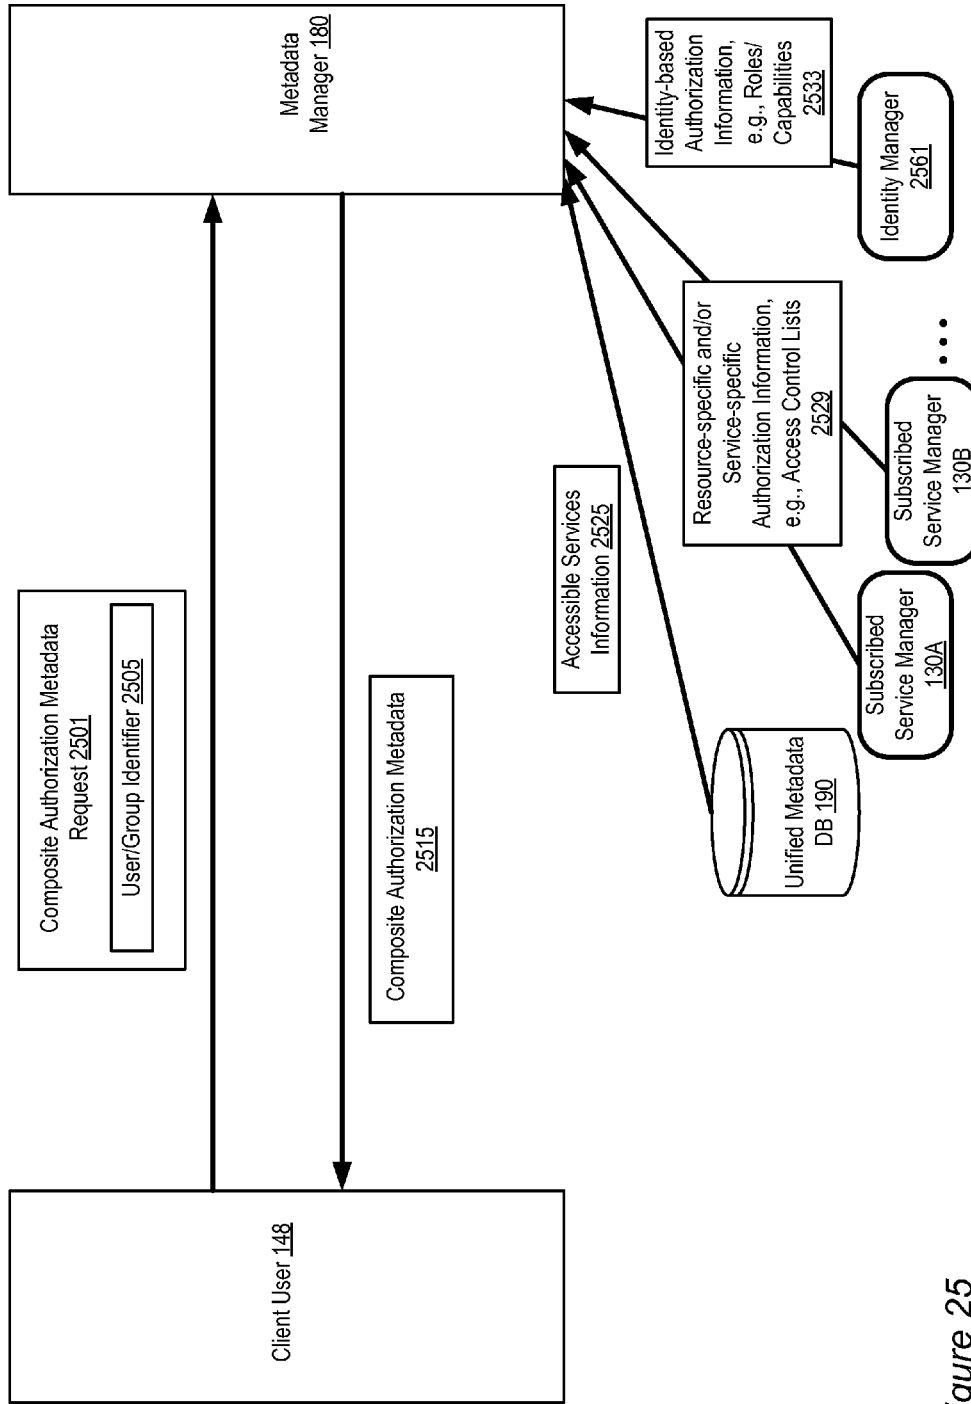 Client User 148
Composite Authorization Metadata
Request 2501
User/Group Identifier 2505
Composite Authorization Metadata
2515
Metadata
Manager 180
Accessible Services
Information 2525
Unified Metadata
DB 190
Resource-specific and/or
Service-specific
Authorization Information,
e.g., Access Control Lists
2529
Subscribed
Service Manager
130A
Subscribed
Service Manager
130B
...
Identity-based
Authorization
Information,
e.g., Roles/
Capabilities
2533
Identity Manager
2561
igure 25